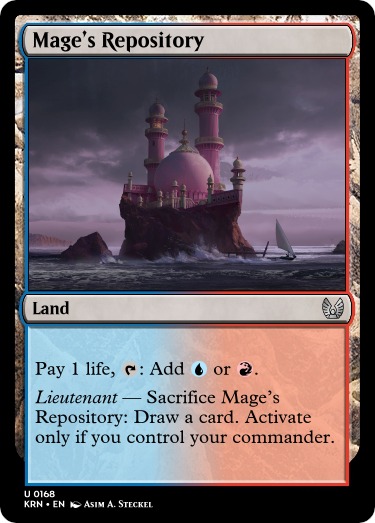 Mage's Repository
Land
Pay 1 life, : Add  or .
Lieutenant — Sacrifice Mage's
Repository: Draw a card. Activate
only if you control your commander.
U 0168
KRN • EN ASIM A. STECKEL